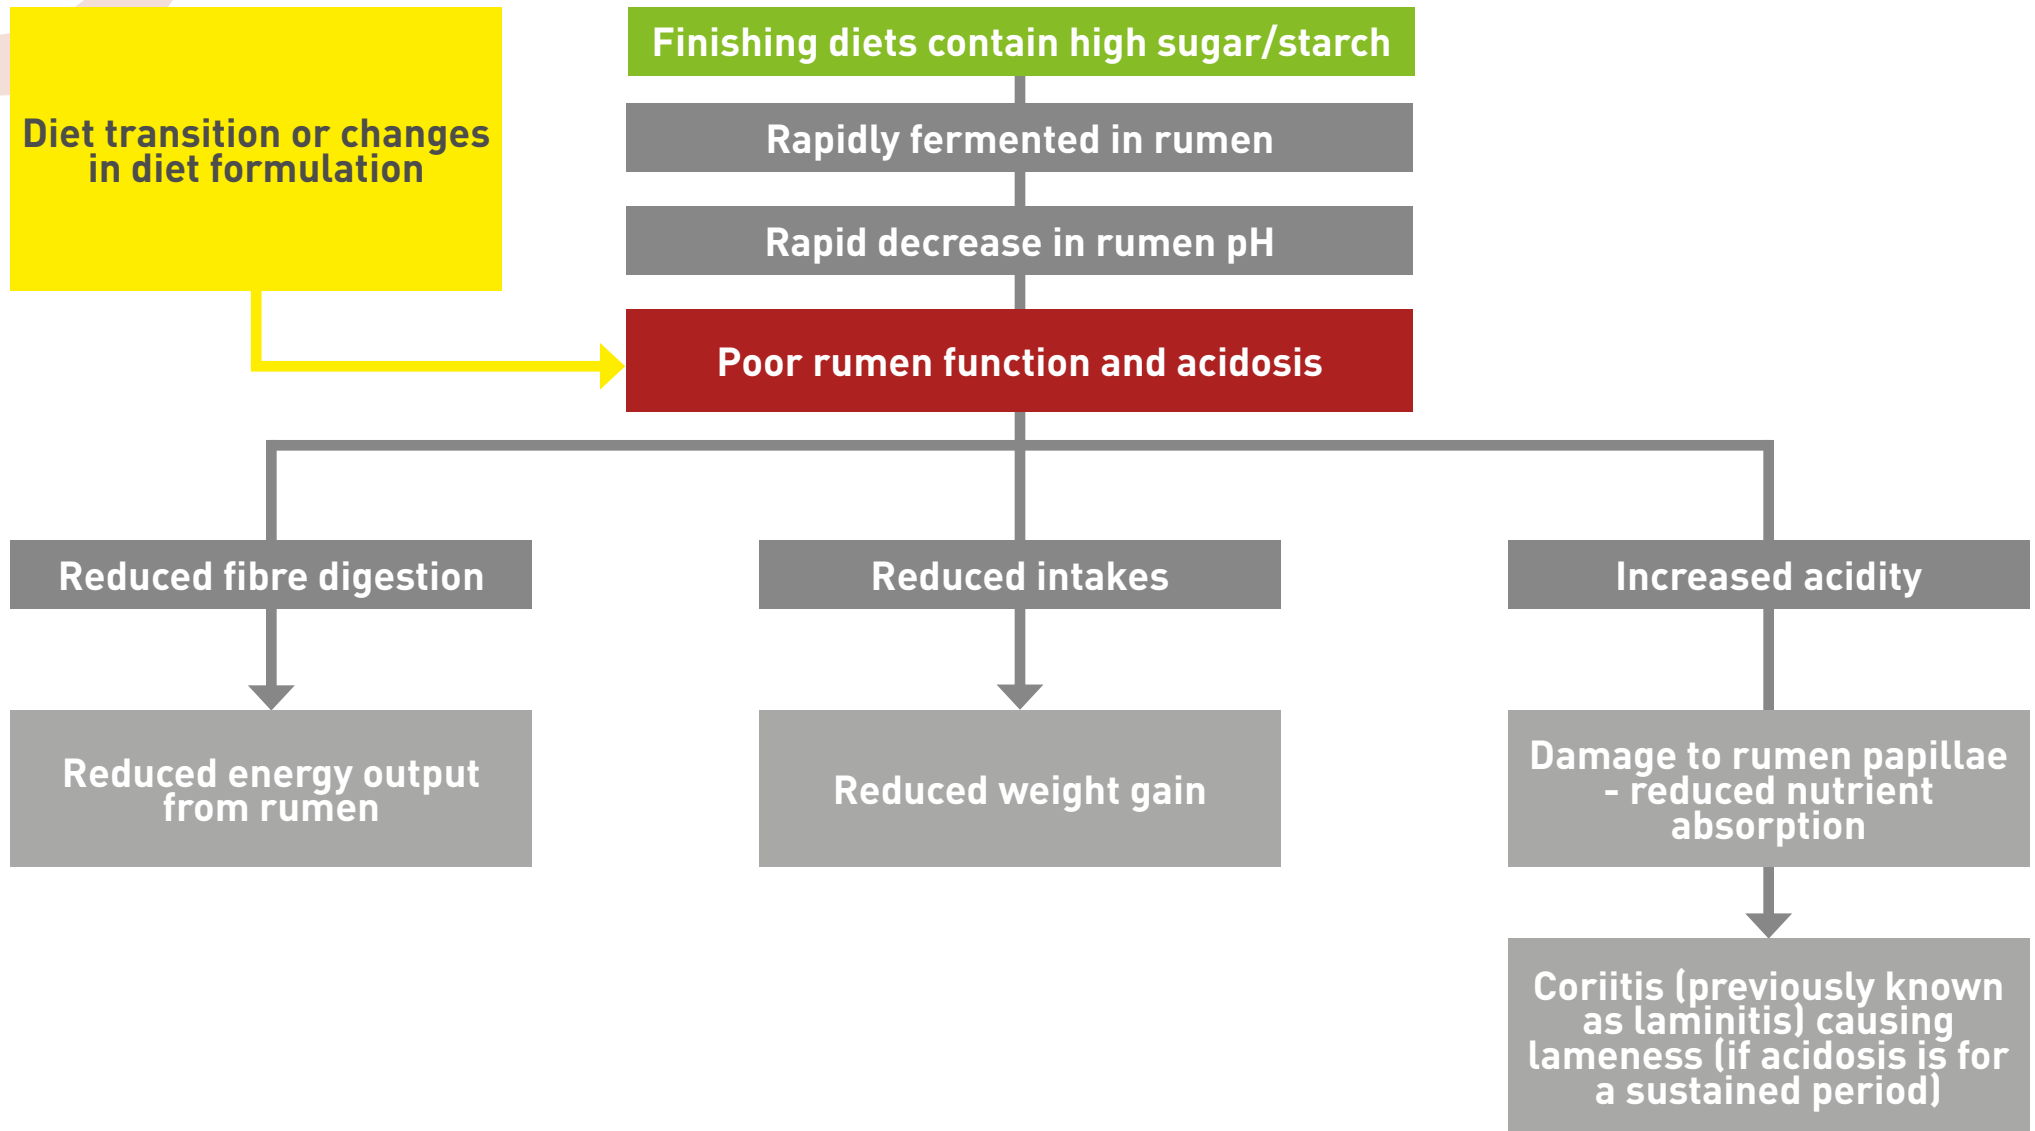 Diet transition or changes
in diet formulation
Finishing diets contain high sugar/starch
Rapidly fermented in rumen
Rapid decrease in rumen pH
Poor rumen function and acidosis
Reduced fibre digestion
Reduced intakes
Increased acidity
Reduced energy output
from rumen
Reduced weight gain
Damage to rumen papillae
- reduced nutrient
absorption
Coriitis (previously known
as laminitis) causing
lameness (if acidosis is for
a sustained period)